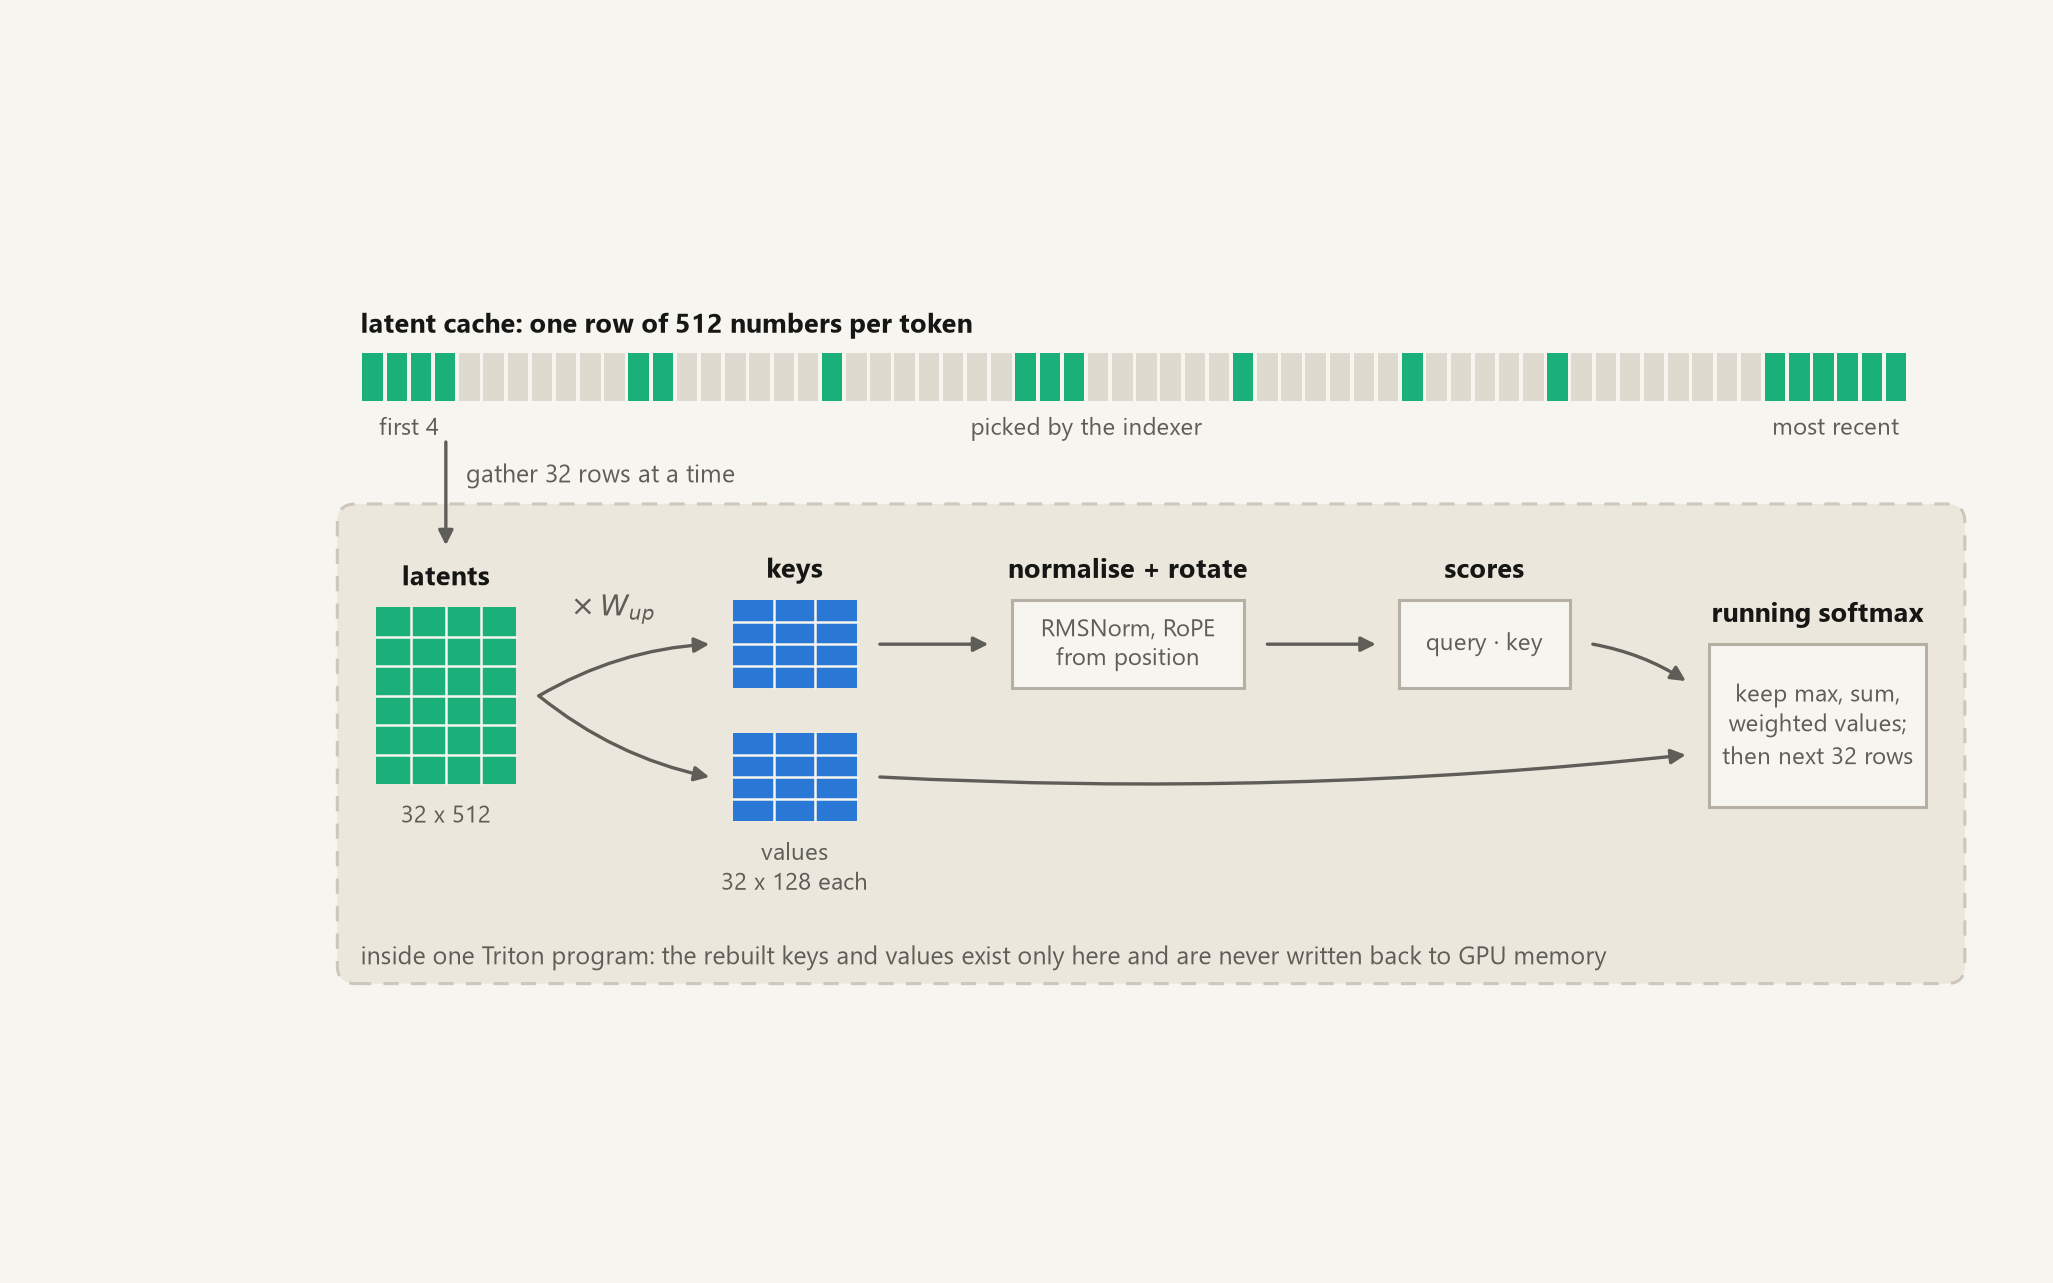 latent cache: one row of 512 numbers per token
first 4
picked by the indexer
most recent
gather 32 rows at a time
latents
× W_up
32 x 512
keys
values
32 x 128 each
normalise + rotate
RMSNorm, RoPE
from position
scores
query · key
running softmax
keep max, sum,
weighted values;
then next 32 rows
inside one Triton program: the rebuilt keys and values exist only here and are never written back to GPU memory